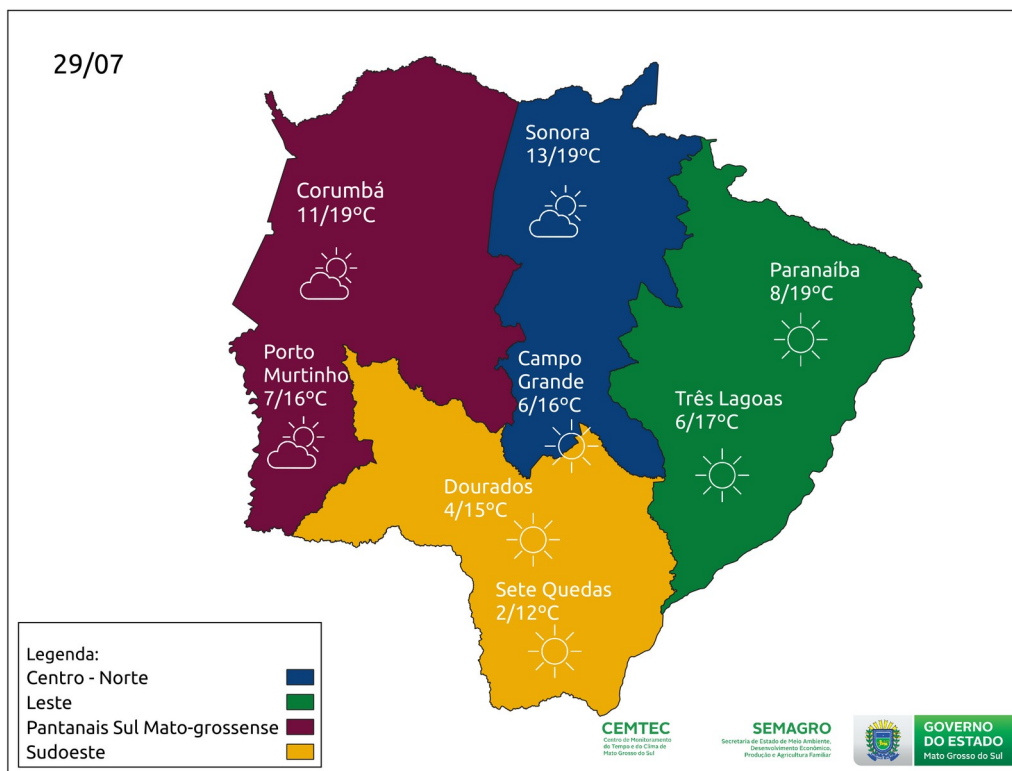 29/07
Sonora
13/19ºC
Corumbá
11/19ºC
Paranaíba
8/19ºC
Porto
Murtinho
7/16ºC
Campo
Grande
6/16ºC
Três Lagoas
6/17ºC
Dourados
4/15ºC
Sete Quedas
2/12ºC
Legenda:
Centro - Norte
Leste
Pantanais Sul Mato-grossense
Sudoeste
CEMTEC
Centro de Monitoramento
de Tempo e do Clima de
Mato Grosso do Sul
SEMAGRO
Secretaria de Estado de Meio Ambiente,
Desenvolvimento Econômico,
Produção e Agricultura Familiar
GOVERNO
DO ESTADO
Mato Grosso do Sul